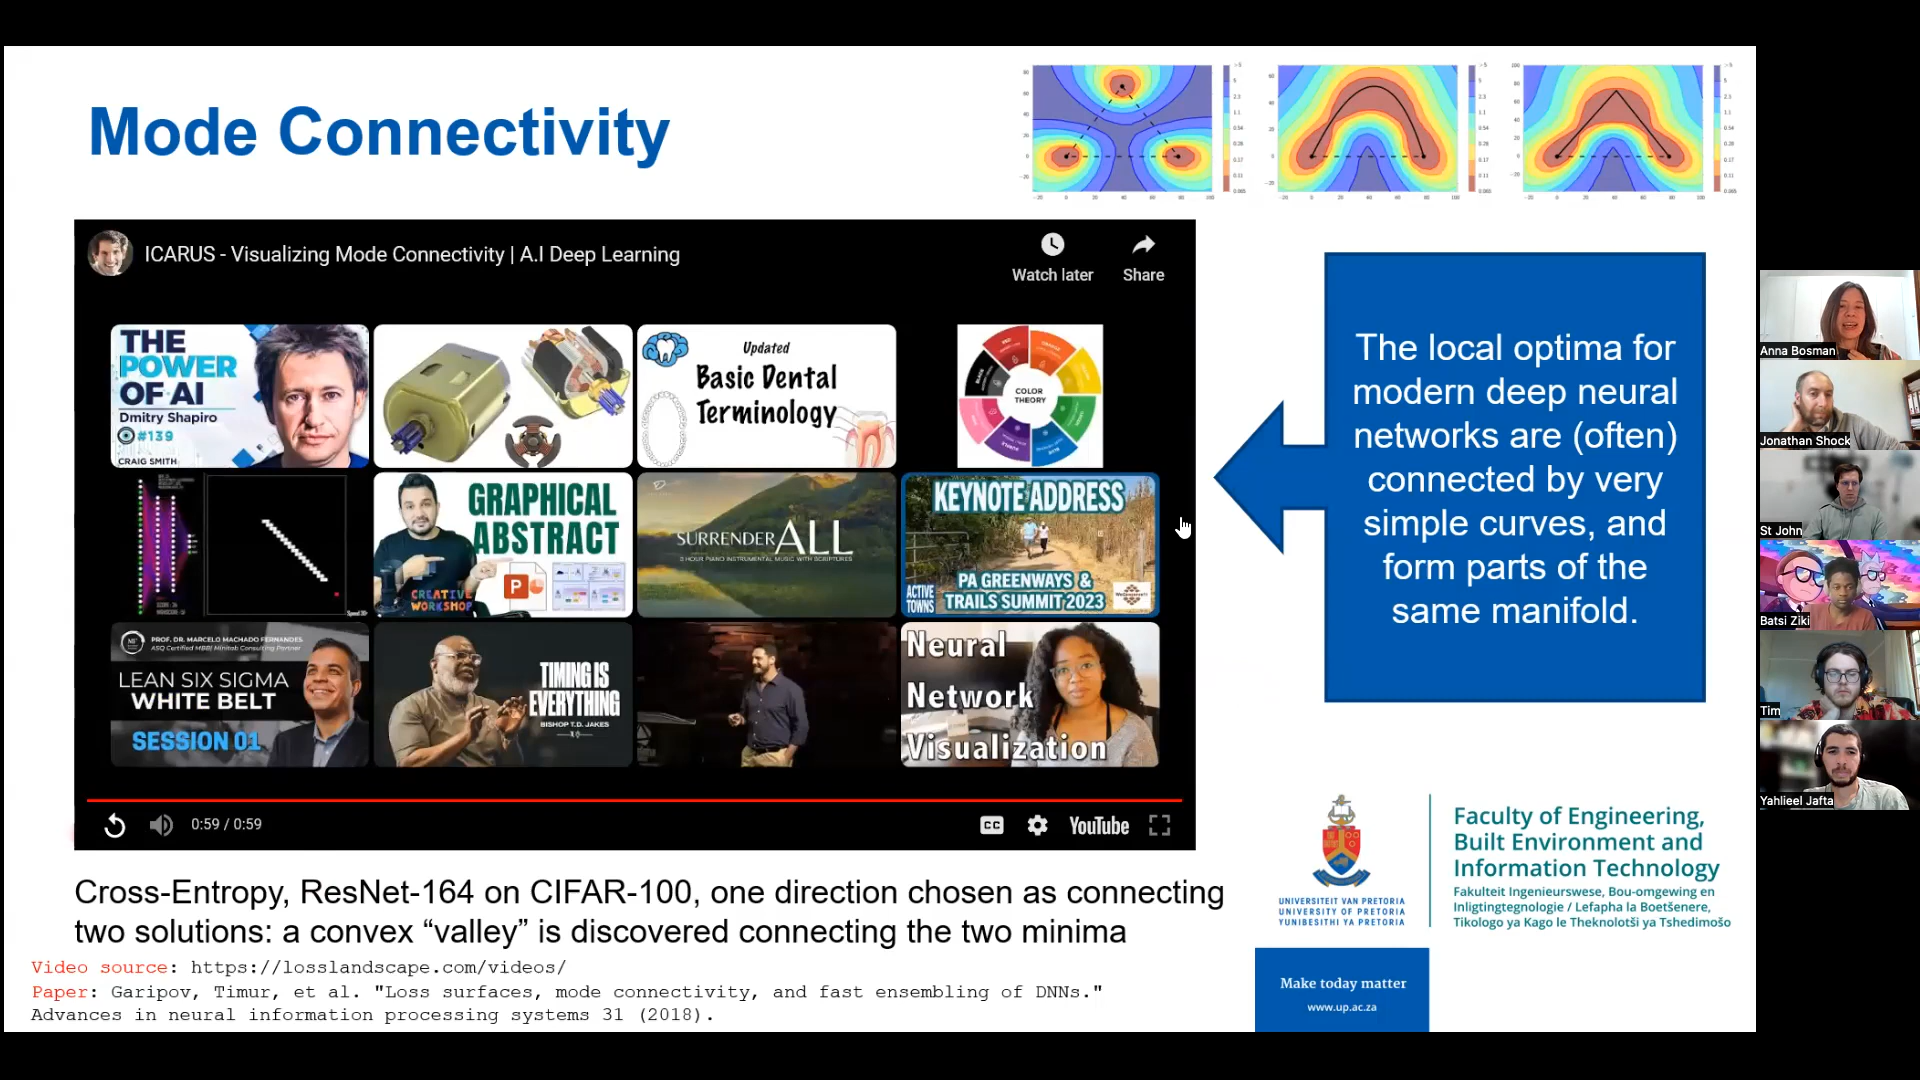 Mode Connectivity
ICARUS - Visualizing Mode Connectivity | A.I Deep Learning
Watch later
Share
THE
POWER
OF AI
Dmitry Shapiro
#139
CRAIG SMITH
Updated
Basic Dental
Terminology
COLOR
THEORY
GRAPHICAL
ABSTRACT
CREATIVE
WORKSHOP
P
SURRENDER ALL
KEYNOTE ADDRESS
PA GREENWAYS &
TRAILS SUMMIT 2023
ACTIVE
TOWNS
PROF. DR. MARCELO MACHADO FERNANDES
LEAN SIX SIGMA
WHITE BELT
SESSION 01
TIMING IS
EVERYTHING
BISHOP T.D. JAKES
Neural
Network
Visualization
0:59 / 0:59
CC
YouTube
The local optima for
modern deep neural
networks are (often)
connected by very
simple curves, and
form parts of the
same manifold.
Cross-Entropy, ResNet-164 on CIFAR-100, one direction chosen as connecting
two solutions: a convex “valley” is discovered connecting the two minima
Video source: https://losslandscape.com/videos/
Paper: Garipov, Timur, et al. "Loss surfaces, mode connectivity, and fast ensembling of DNNs."
Advances in neural information processing systems 31 (2018).
UNIVERSITEIT VAN PRETORIA
UNIVERSITY OF PRETORIA
YUNIBESITHI YA PRETORIA
Faculty of Engineering,
Built Environment and
Information Technology
Fakulteit Ingenieurswese, Bou-omgewing en
Inligtingtegnologie / Lefapha la Boetšenere,
Tikologo ya Kago le Theknolotši ya Tshedimošo
Make today matter
www.up.ac.za
Anna Bosman
Jonathan Shock
St John
Batsi Ziki
Tim
Yahlieel Jafta